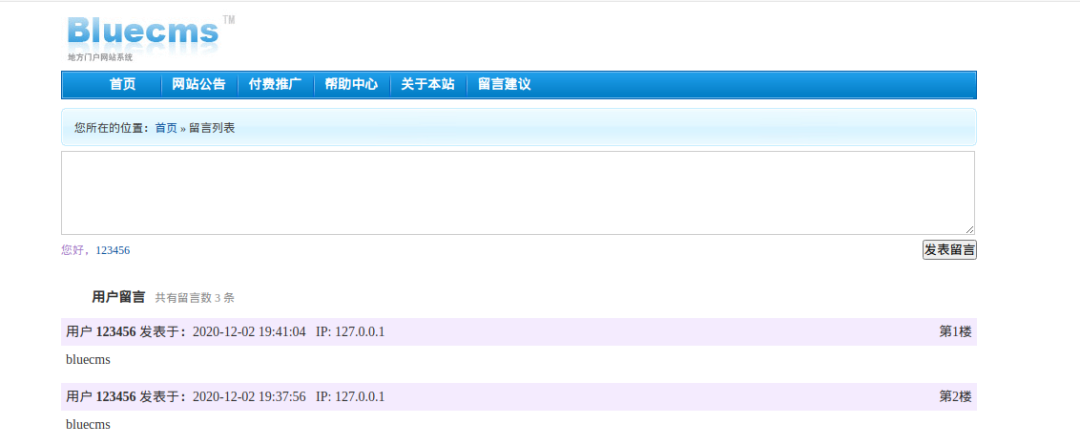 Bluecms TM
地方门户网站系统
首页 网站公告 付费推广 帮助中心 关于本站 留言建议
您所在的位置：首页 » 留言列表
您好，123456 发表留言
用户留言 共有留言数 3 条
用户 123456 发表于：2020-12-02 19:41:04 IP: 127.0.0.1 第1楼
bluecms
用户 123456 发表于：2020-12-02 19:37:56 IP: 127.0.0.1 第2楼
bluecms